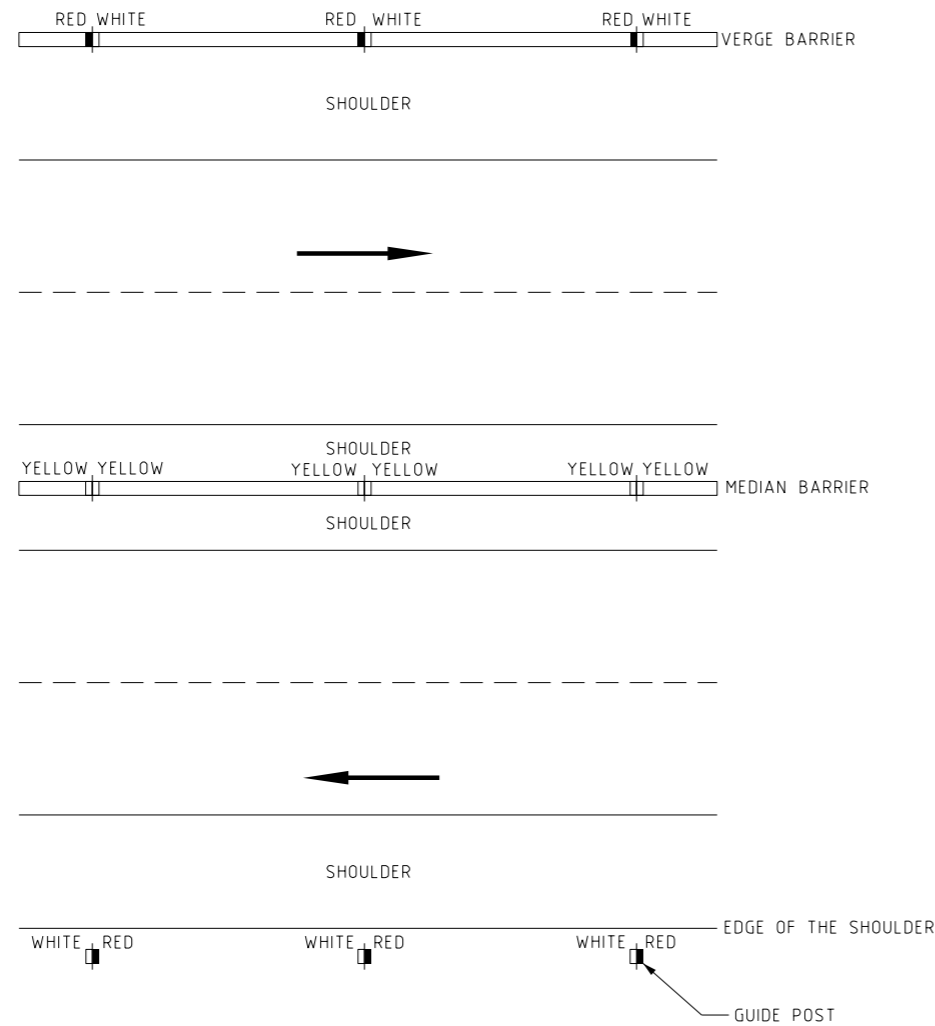 RED WHITE RED WHITE RED WHITE
VERGE BARRIER
SHOULDER
SHOULDER
YELLOW YELLOW YELLOW YELLOW YELLOW YELLOW
MEDIAN BARRIER
SHOULDER
SHOULDER
EDGE OF THE SHOULDER
WHITE RED WHITE RED WHITE RED
GUIDE POST